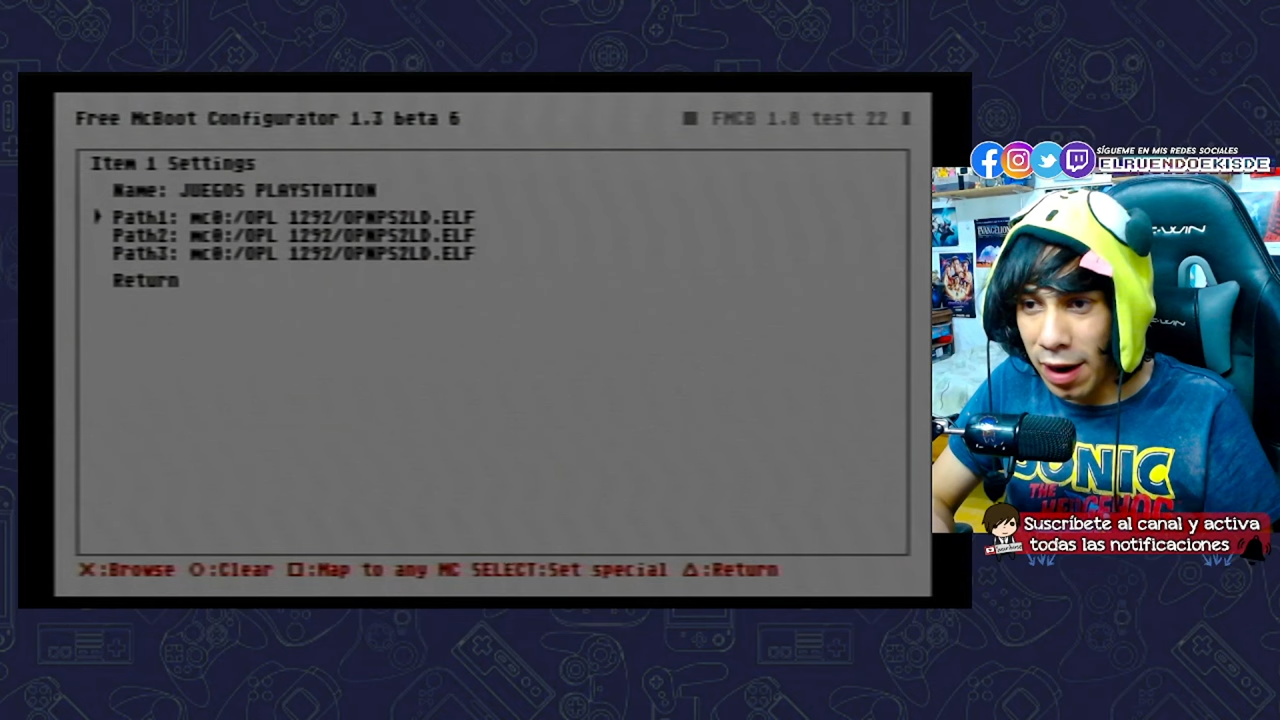 Free McBoot Configurator 1.3 beta 6
FMCB 1.8 test 22
Item 1 Settings
Name: JUEGOS PLAYSTATION
Path1: mc0:/OPL 1292/OPNPS2LD.ELF
Path2: mc0:/OPL 1292/OPNPS2LD.ELF
Path3: mc0:/OPL 1292/OPNPS2LD.ELF
Return
X:Browse O:Clear □:Map to any MC SELECT:Set special △:Return
SÍGUEME EN MIS REDES SOCIALES
ELRUENDOEKISDE
EVANGELION
SONIC
THE
HEDGEHOG
Suscríbete al canal y activa
todas las notificaciones